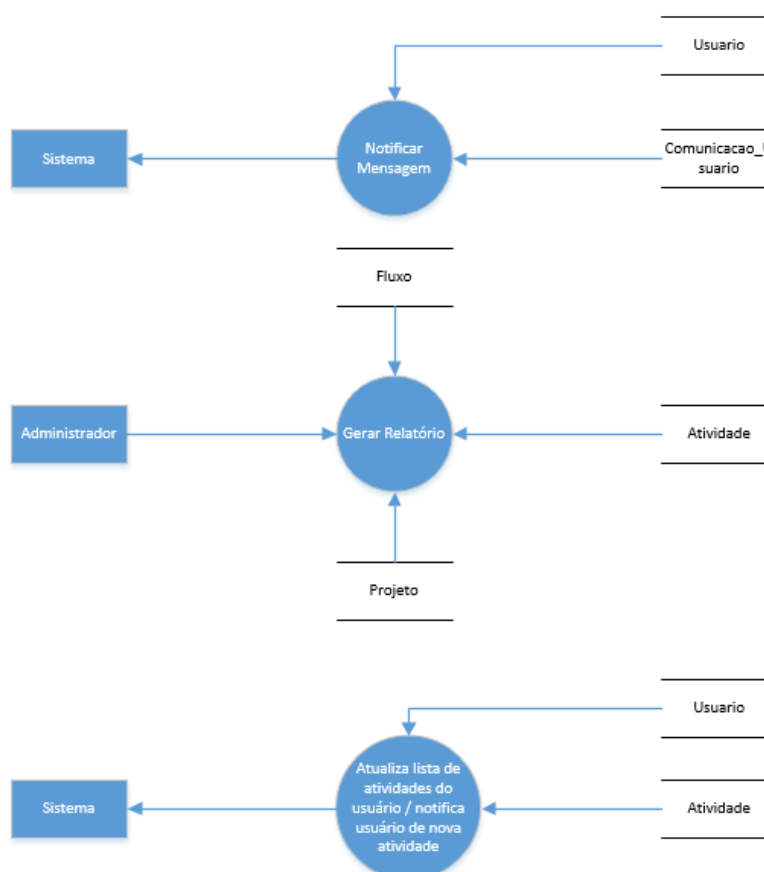 Usuario
Sistema
Notificar
Mensagem
Comunicacao_U
suario
Fluxo
Administrador
Gerar Relatório
Atividade
Projeto
Usuario
Atualiza lista de
atividades do
usuário / notifica
usuário de nova
atividade
Sistema
Atividade